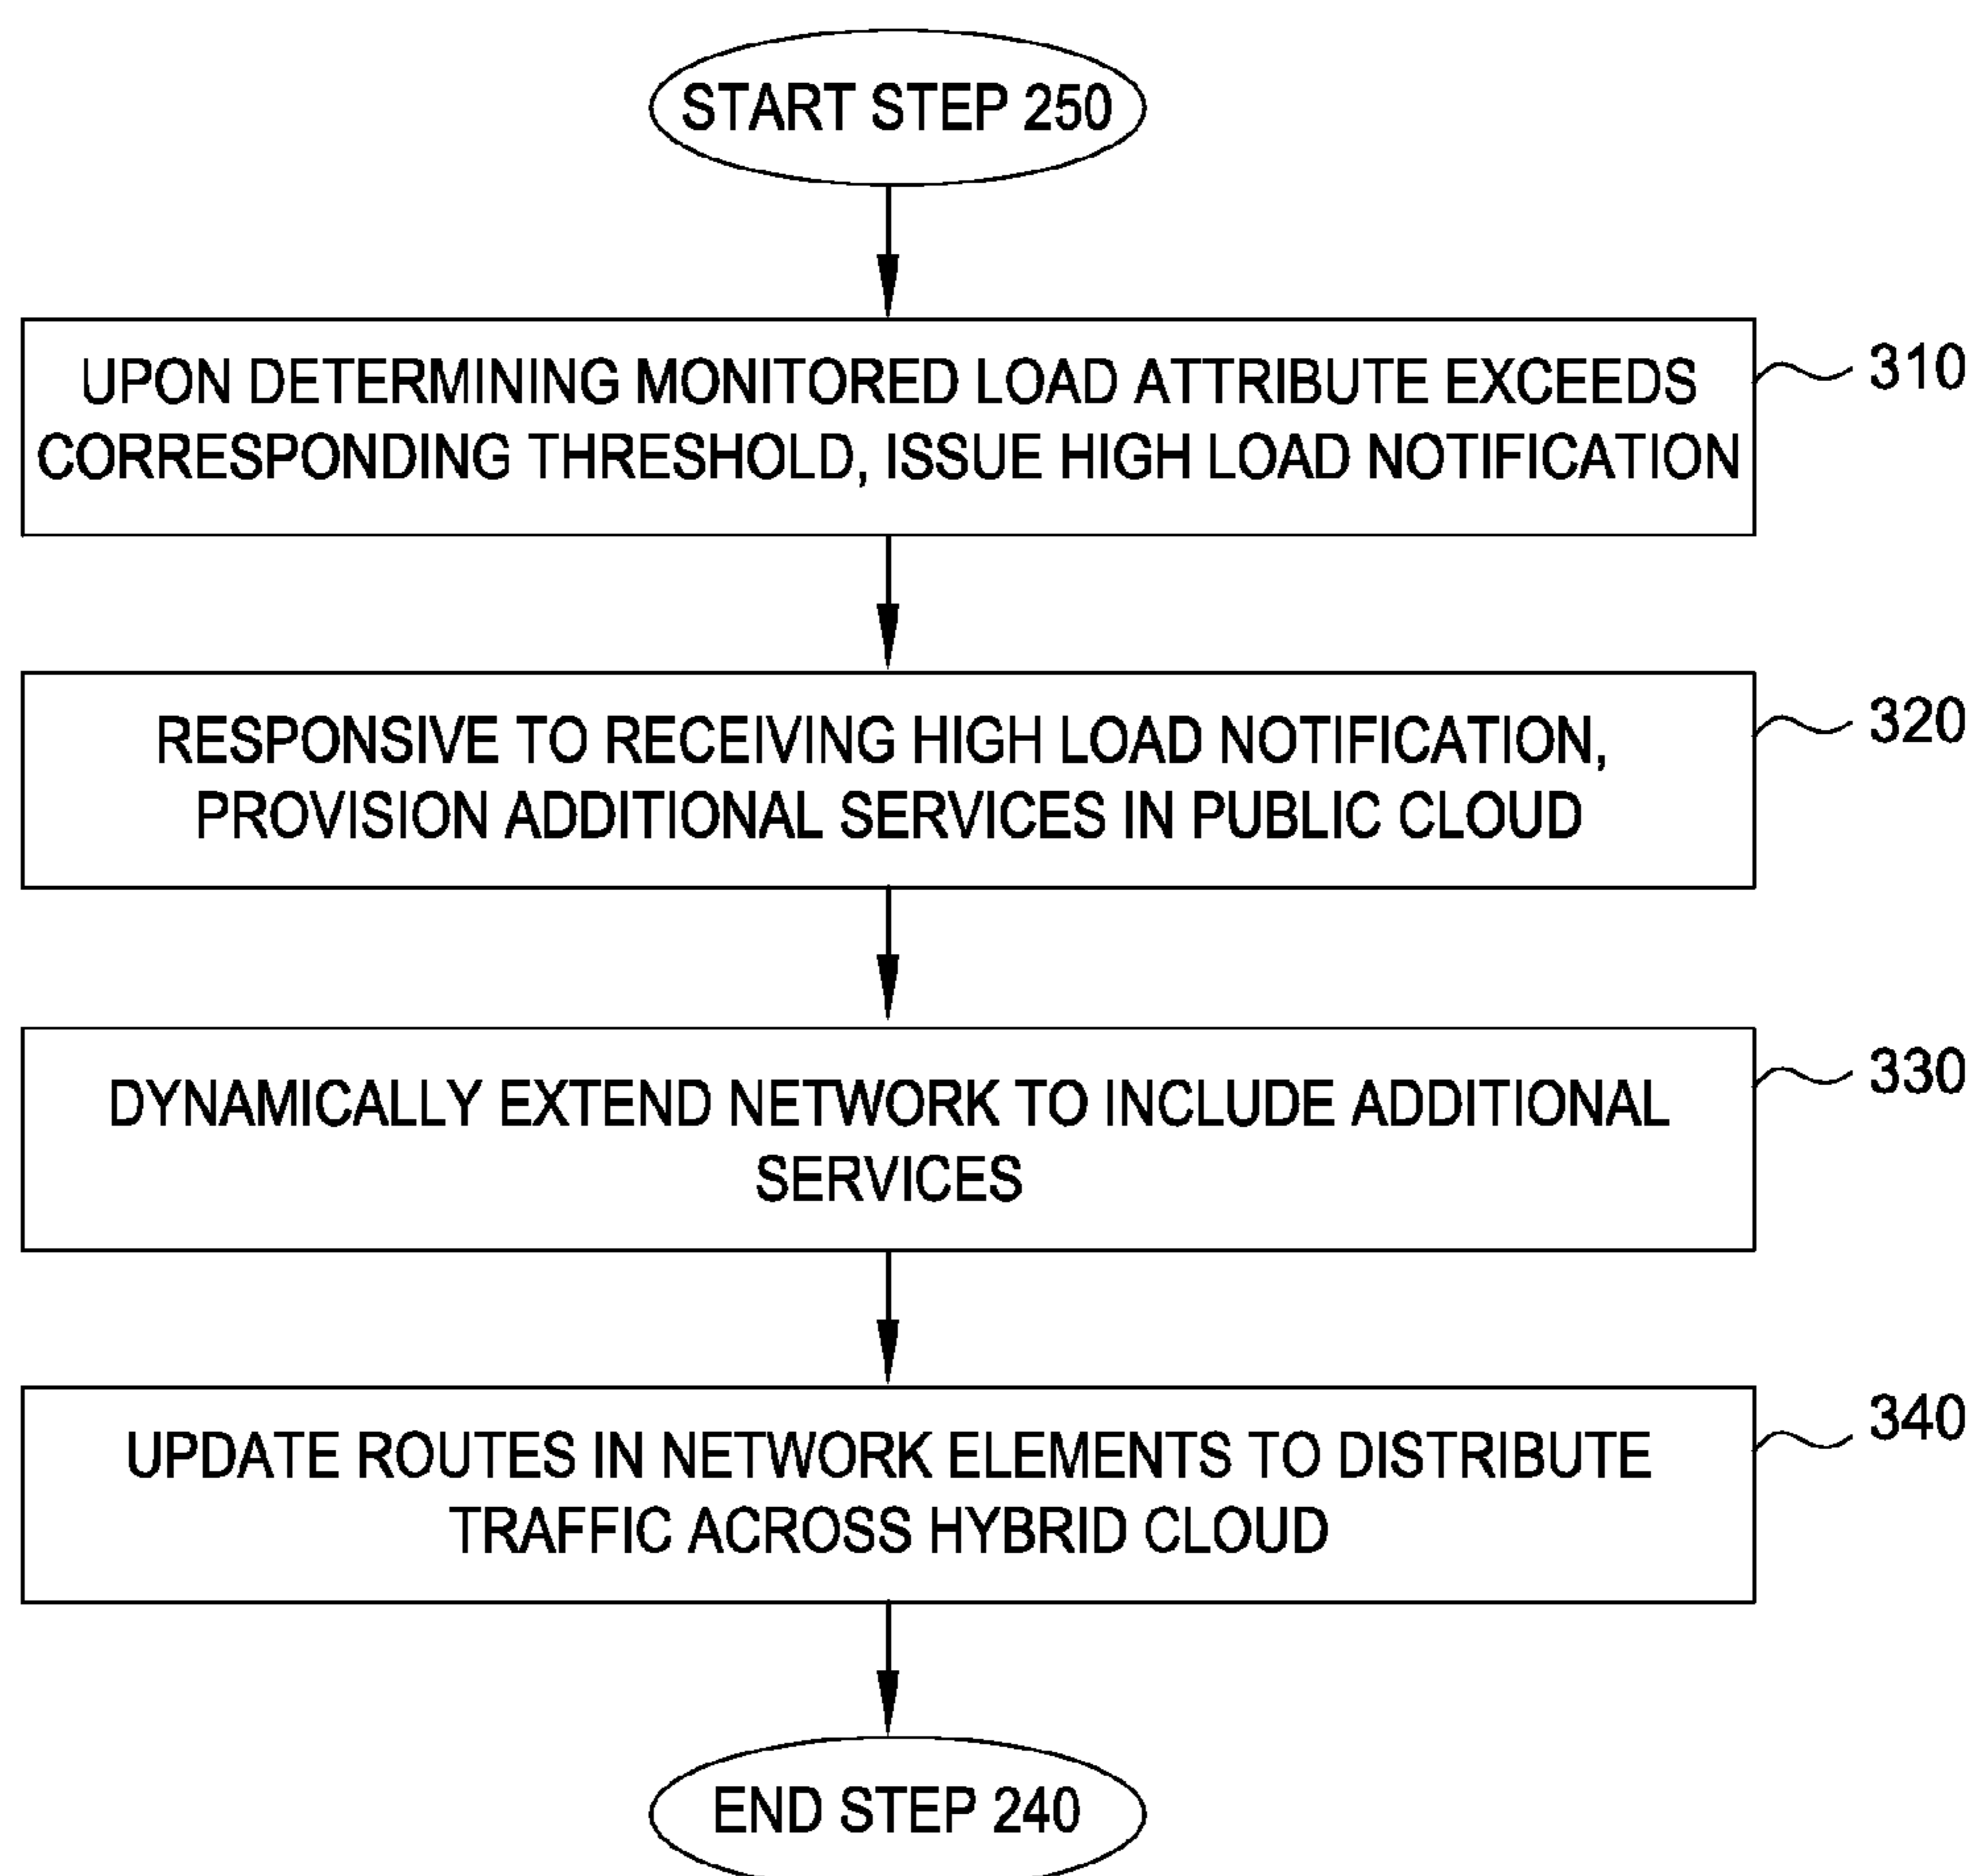 START STEP 250
UPON DETERMINING MONITORED LOAD ATTRIBUTE EXCEEDS
CORRESPONDING THRESHOLD, ISSUE HIGH LOAD NOTIFICATION
310
RESPONSIVE TO RECEIVING HIGH LOAD NOTIFICATION,
PROVISION ADDITIONAL SERVICES IN PUBLIC CLOUD
320
DYNAMICALLY EXTEND NETWORK TO INCLUDE ADDITIONAL
SERVICES
330
UPDATE ROUTES IN NETWORK ELEMENTS TO DISTRIBUTE
TRAFFIC ACROSS HYBRID CLOUD
340
END STEP 240